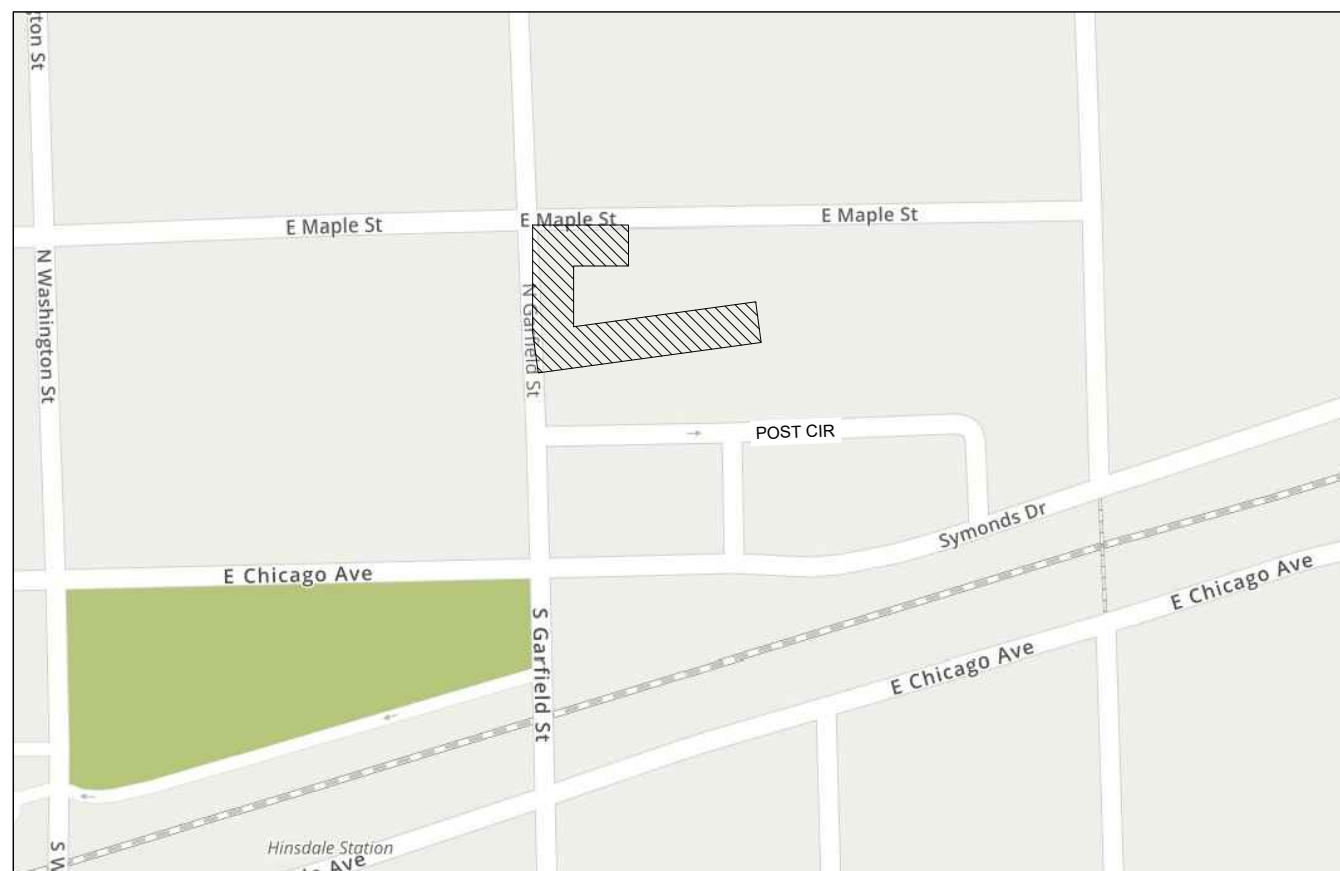 ton St
E Maple St
E Maple St
E Maple St
N Washington St
N Garfield St
POST CIR
Symonds Dr
E Chicago Ave
E Chicago Ave
S Garfield St
E Chicago Ave
Hinsdale Station
Ave
S W